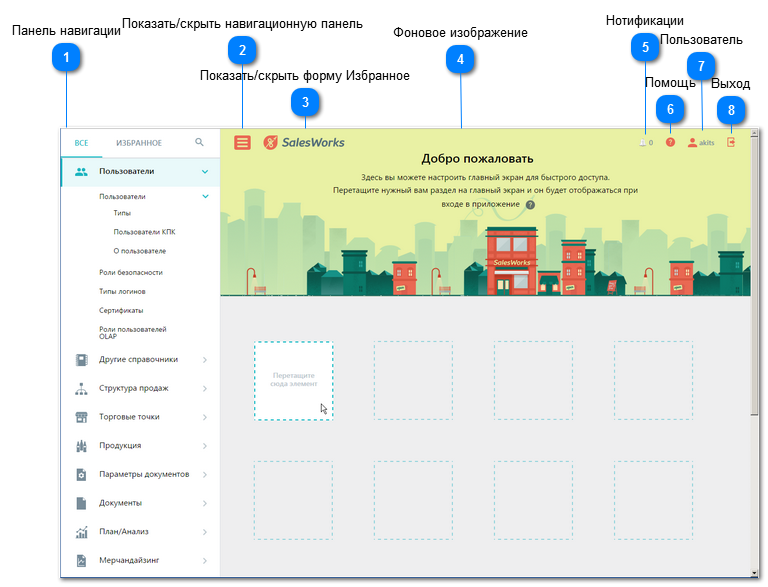 Панель навигации
Показать/скрыть навигационную панель
Фоновое изображение
Нотификации
Пользователь
Показать/скрыть форму Избранное
Помощь
Выход
1
2
3
4
5
6
7
8
ВСЕ
ИЗБРАННОЕ
SalesWorks
0
?
akits
Добро пожаловать
Здесь вы можете настроить главный экран для быстрого доступа.
Перетащите нужный вам раздел на главный экран и он будет отображаться при
входе в приложение ?
SalesWorks
Пользователи
Пользователи
Типы
Пользователи КПК
О пользователе
Роли безопасности
Типы логинов
Сертификаты
Роли пользователей
OLAP
Другие справочники
Структура продаж
Торговые точки
Продукция
Параметры документов
Документы
План/Анализ
Мерчандайзинг
Перетащите
сюда элемент